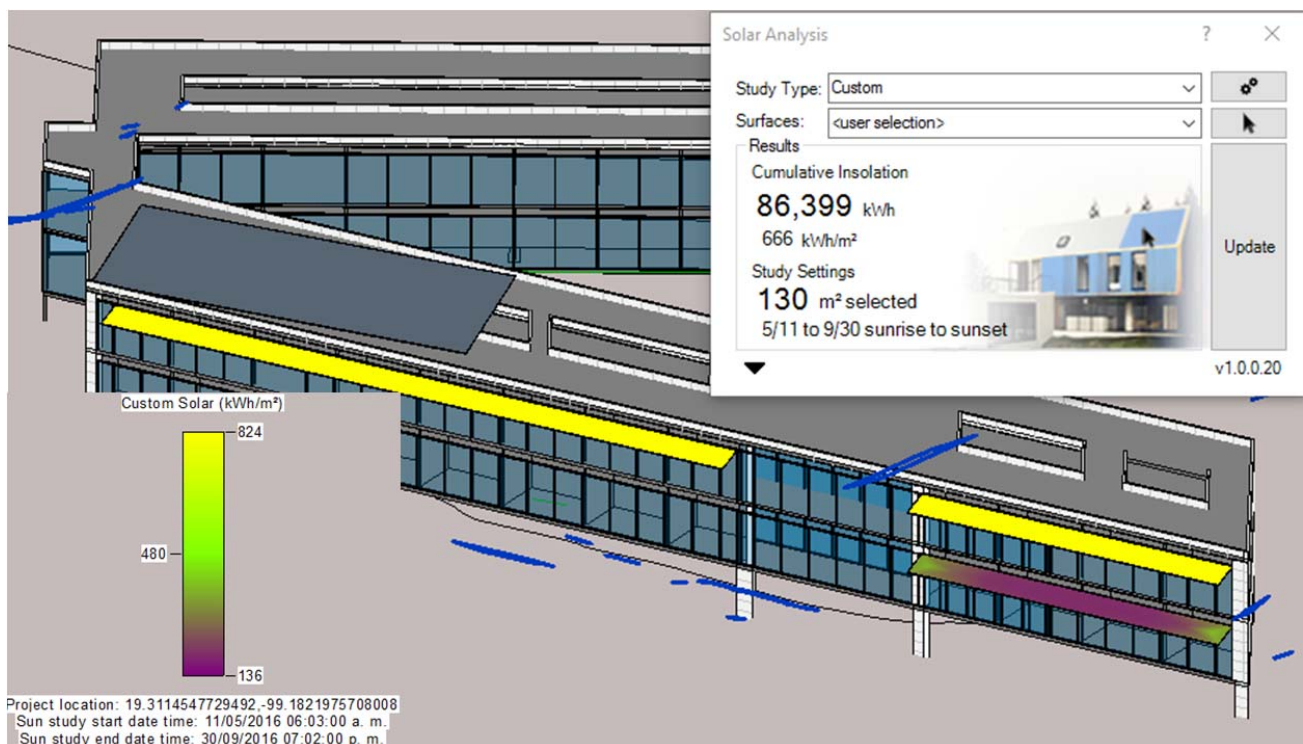 Solar Analysis
Study Type: Custom
Surfaces: <user selection>
Results
Cumulative Insolation
86,399 kWh
666 kWh/m²
Study Settings
130 m² selected
5/11 to 9/30 sunrise to sunset
Update
v1.0.0.20
Custom Solar (kWh/m²)
824
480
136
Project location: 19.3114547729492,-99.1821975708008
Sun study start date time: 11/05/2016 06:03:00 a. m.
Sun study end date time: 30/09/2016 07:02:00 p. m.